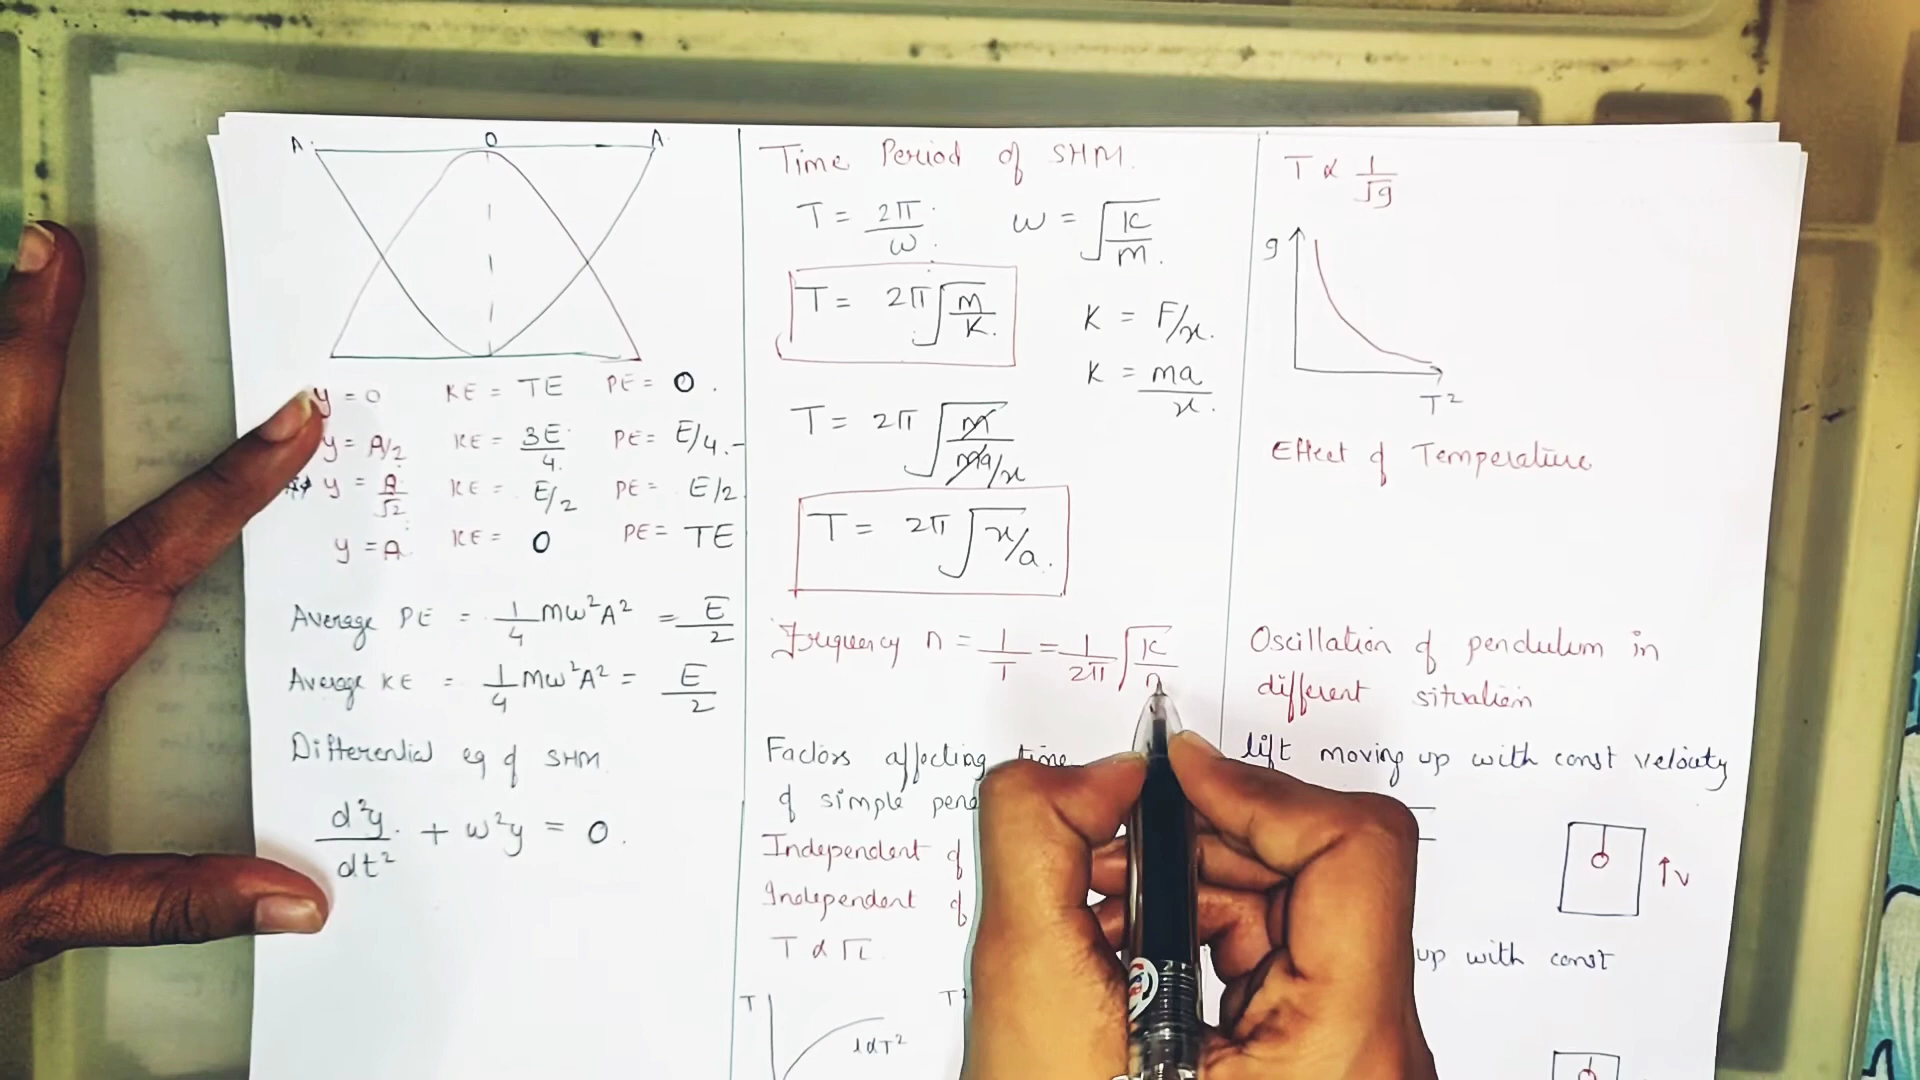 A. O A.
y = 0 KE = TE PE = 0.
y = A/2 KE = 3E/4. PE = E/4.
y = A/√2 KE = E/2 PE = E/2
y = A KE = 0 PE = TE
Average PE = 1/4 mω²A² = E/2
Average KE = 1/4 mω²A² = E/2
Differential eq of SHM
d²y/dt² + ω²y = 0.
Time Period of SHM.
T = 2π/ω. ω = √K/m.
T = 2π √m/K.
K = F/x.
K = ma/x.
T = 2π √m/ma/x
T = 2π √x/a.
Frequency n = 1/T = 1/2π √K/
Factors affecting time
of simple
Independent of
Independent of
T ∝ √l
T
l∝T²
T ∝ 1/√g
g
T²
Effect of Temperature
Oscillation of pendulum in
different situation
lift moving up with const velocity
↑v
up with const